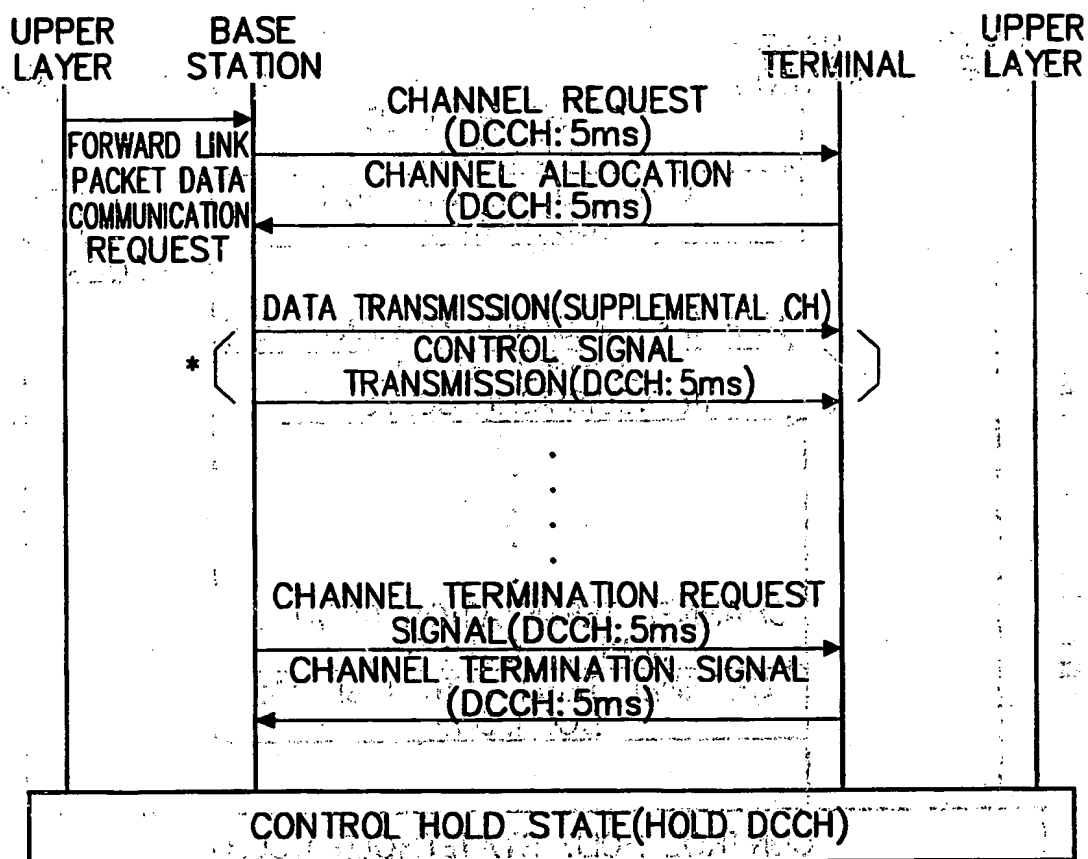 UPPER
LAYER
BASE
STATION
TERMINAL
UPPER
LAYER
CHANNEL REQUEST
(DCCH: 5ms)
FORWARD LINK
PACKET DATA
COMMUNICATION
REQUEST
CHANNEL ALLOCATION
(DCCH: 5ms)
DATA TRANSMISSION(SUPPLEMENTAL CH)
*
CONTROL SIGNAL
TRANSMISSION(DCCH: 5ms)
CHANNEL TERMINATION REQUEST
SIGNAL(DCCH: 5ms)
CHANNEL TERMINATION SIGNAL
(DCCH: 5ms)
CONTROL HOLD STATE(HOLD DCCH)